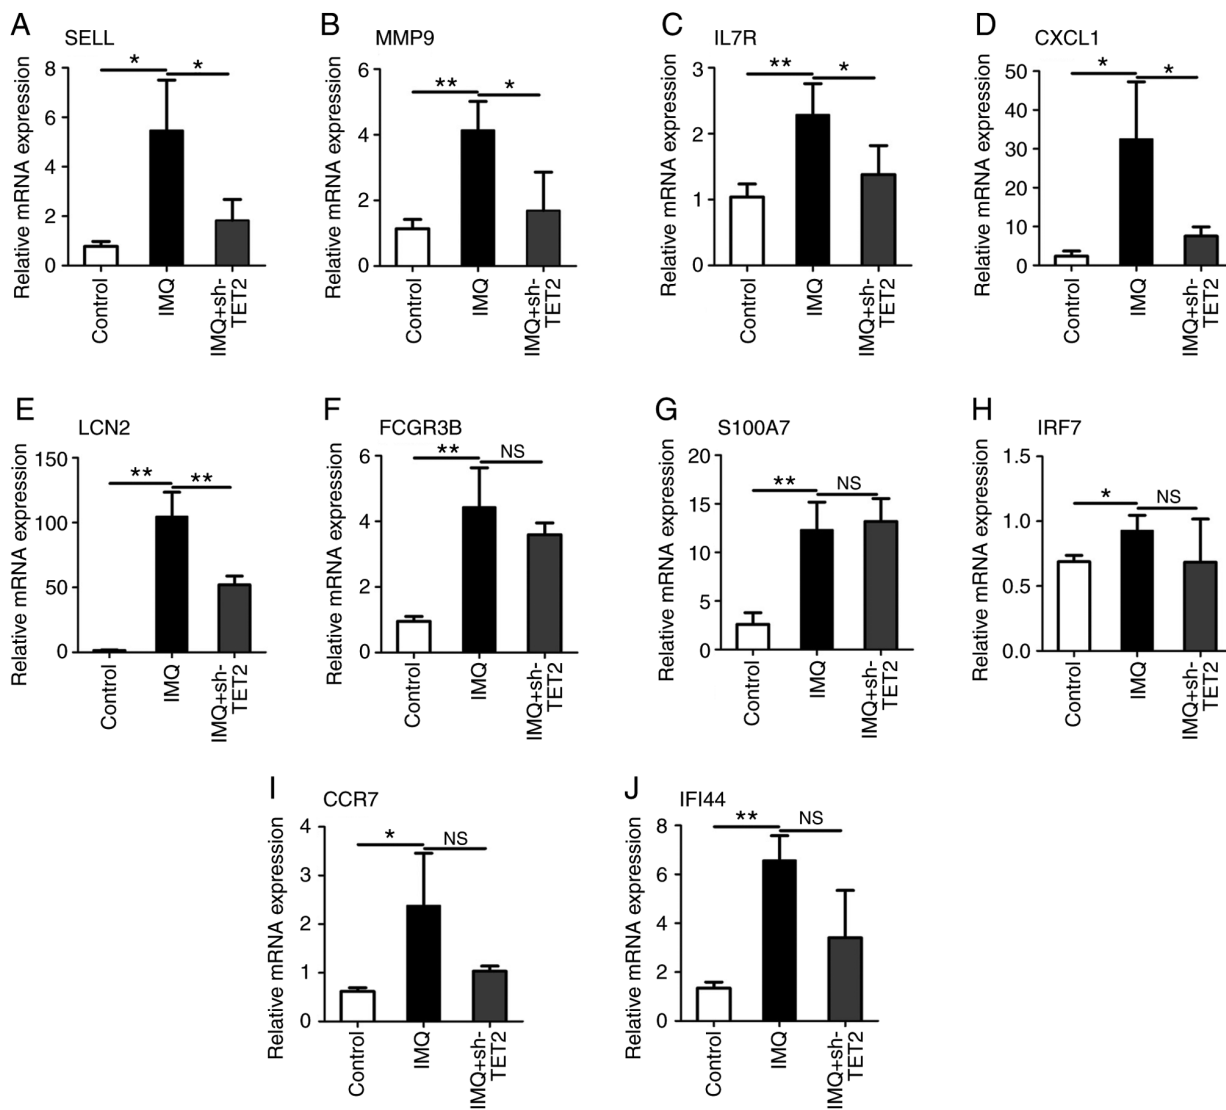 A
SELL
Relative mRNA expression
8
6
4
2
0
*
*
Control
IMQ
IMQ+sh-
TET2
B
MMP9
Relative mRNA expression
6
4
2
0
**
*
Control
IMQ
IMQ+sh-
TET2
C
IL7R
Relative mRNA expression
3
2
1
0
**
*
Control
IMQ
IMQ+sh-
TET2
D
CXCL1
Relative mRNA expression
50
40
30
20
10
0
*
*
Control
IMQ
IMQ+sh-
TET2
E
LCN2
Relative mRNA expression
150
100
50
0
**
**
Control
IMQ
IMQ+sh-
TET2
F
FCGR3B
Relative mRNA expression
6
4
2
0
**
NS
Control
IMQ
IMQ+sh-
TET2
G
S100A7
Relative mRNA expression
20
15
10
5
0
**
NS
Control
IMQ
IMQ+sh-
TET2
H
IRF7
Relative mRNA expression
1.5
1.0
0.5
0.0
*
NS
Control
IMQ
IMQ+sh-
TET2
I
CCR7
Relative mRNA expression
4
3
2
1
0
*
NS
Control
IMQ
IMQ+sh-
TET2
J
IFI44
Relative mRNA expression
8
6
4
2
0
**
NS
Control
IMQ
IMQ+sh-
TET2